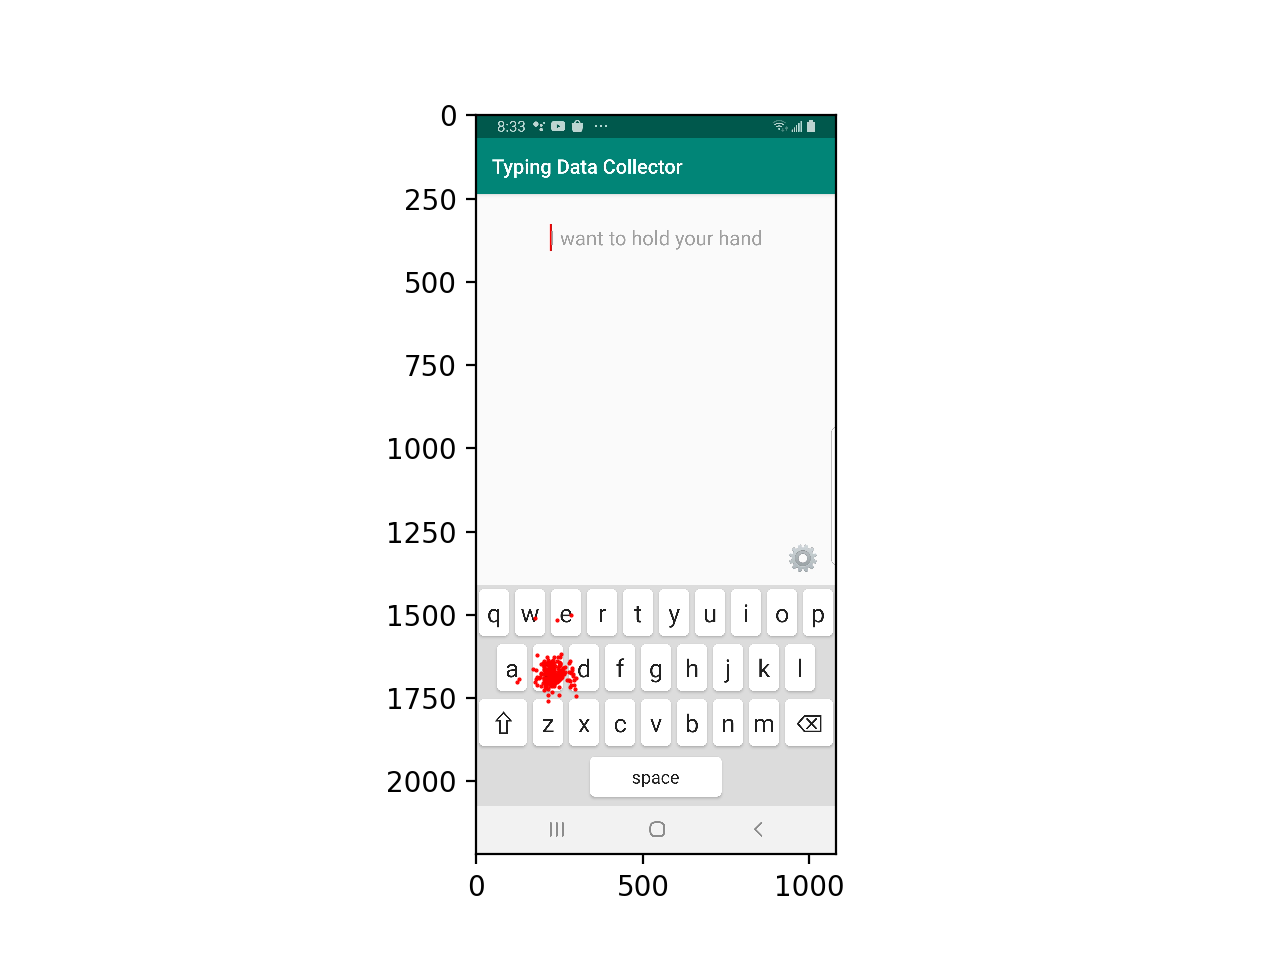 0
250
500
750
1000
1250
1500
1750
2000
8:33
Typing Data Collector
want to hold your hand
q w e r t y u i o p
a d f g h j k l
z x c v b n m
space
0 500 1000